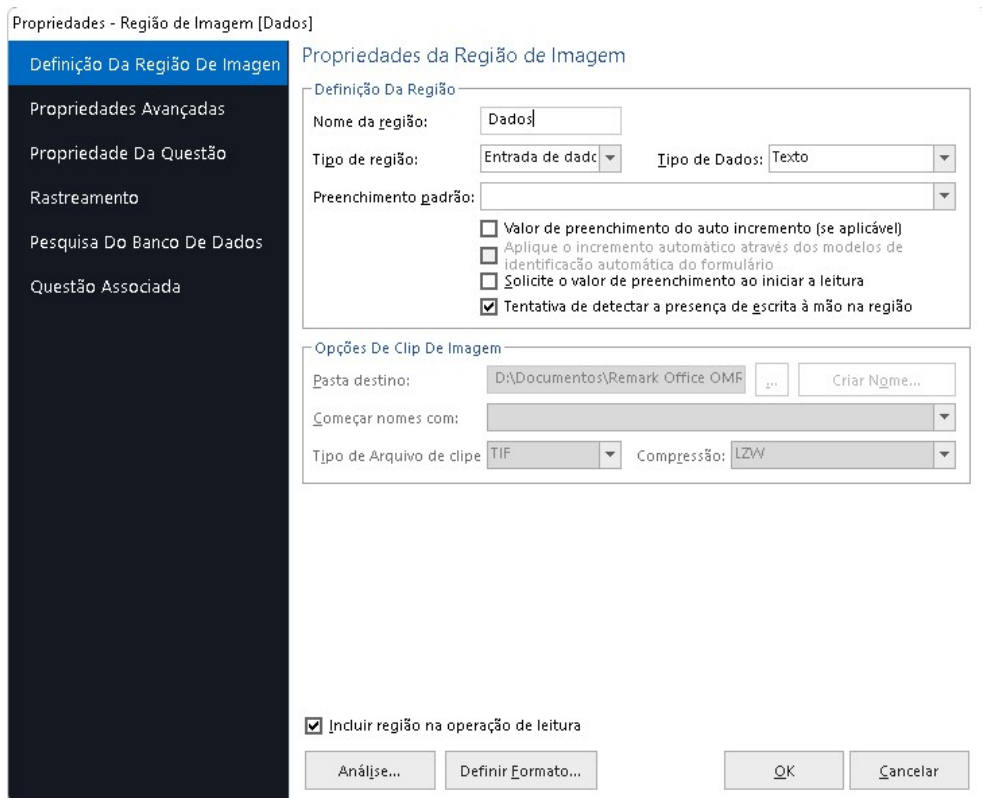 Propriedades - Região de Imagem [Dados]
Definição Da Região De Imagen
Propriedades Avançadas
Propriedade Da Questão
Rastreamento
Pesquisa Do Banco De Dados
Questão Associada
Propriedades da Região de Imagem
Definição Da Região
Nome da região: Dados
Tipo de região: Entrada de dadc Tipo de Dados: Texto
Preenchimento padrão:
Valor de preenchimento do auto incremento (se aplicável)
Aplique o incremento automático através dos modelos de
identificação automática do formulário
Solicite o valor de preenchimento ao iniciar a leitura
Tentativa de detectar a presença de escrita à mão na região
Opções De Clip De Imagem
Pasta destino: D:\Documentos\Remark Office OMR ... Criar Nome...
Começar nomes com:
Tipo de Arquivo de clipe TIF Compressão: LZW
Incluir região na operação de leitura
Análise... Definir Formato... OK Cancelar